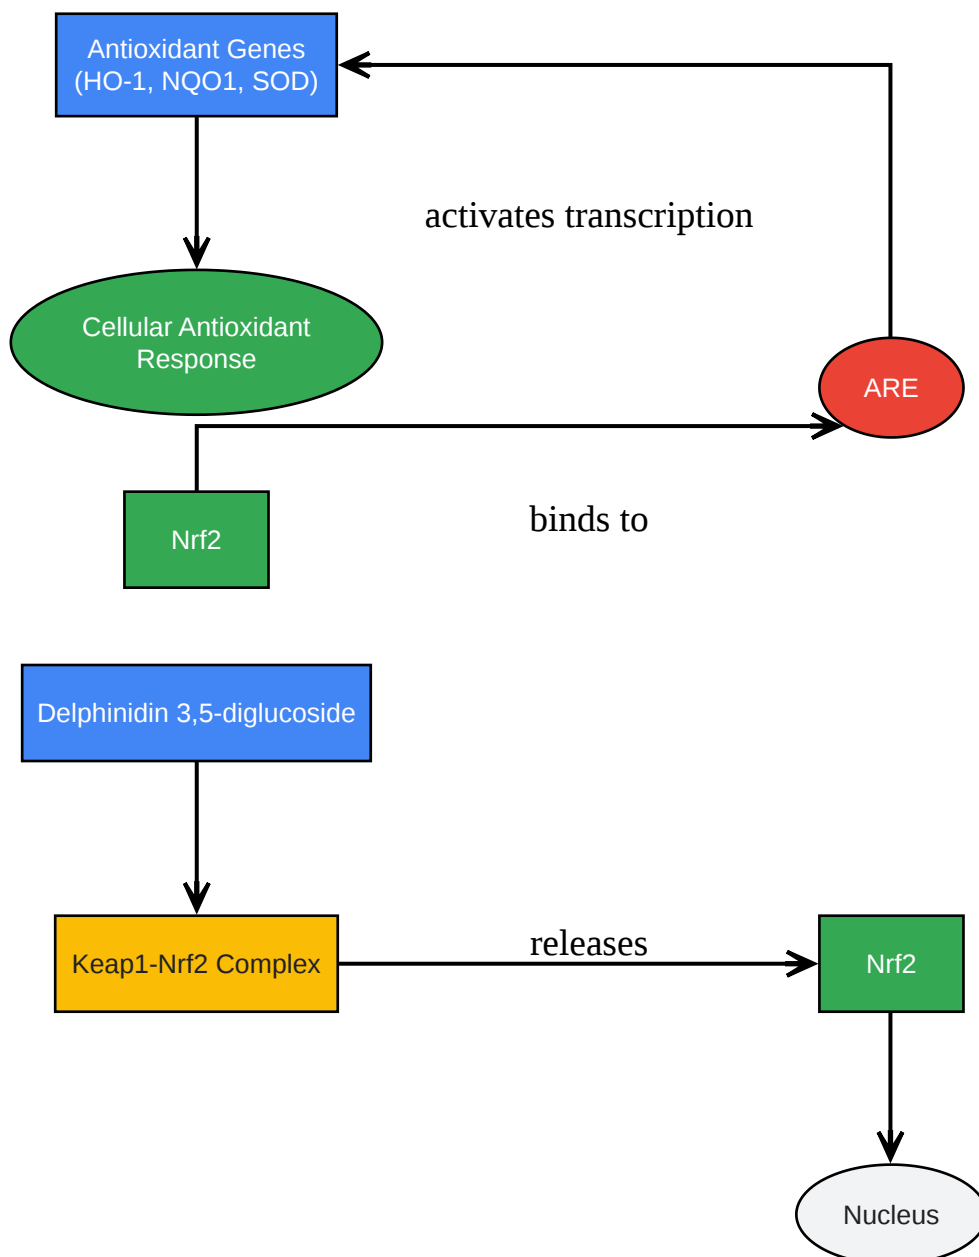 Antioxidant Genes
(HO-1, NQO1, SOD)
activates transcription
Cellular Antioxidant
Response
ARE
binds to
Nrf2
Delphinidin 3,5-diglucoside
Keap1-Nrf2 Complex
releases
Nrf2
Nucleus